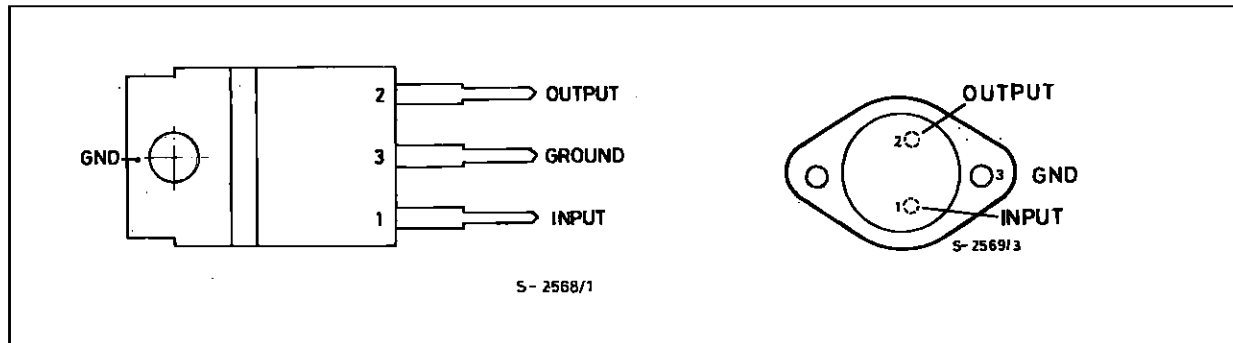 2 OUTPUT
GND 3 GROUND
1 INPUT
S-2568/1
OUTPUT
2
3 GND
1
INPUT
S-2569/3